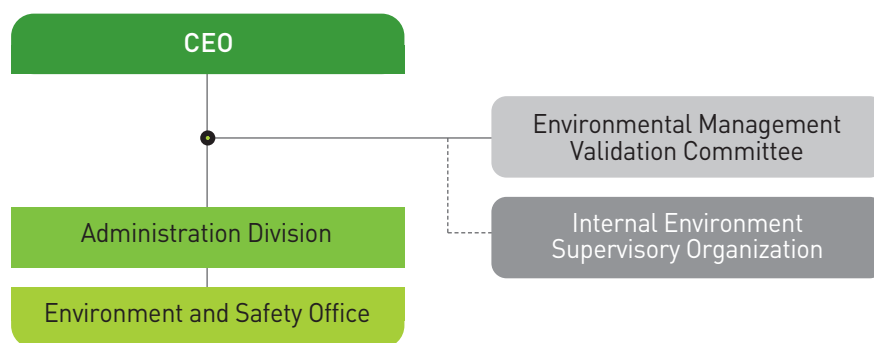 CEO
Environmental Management
Validation Committee
Administration Division
Internal Environment
Supervisory Organization
Environment and Safety Office